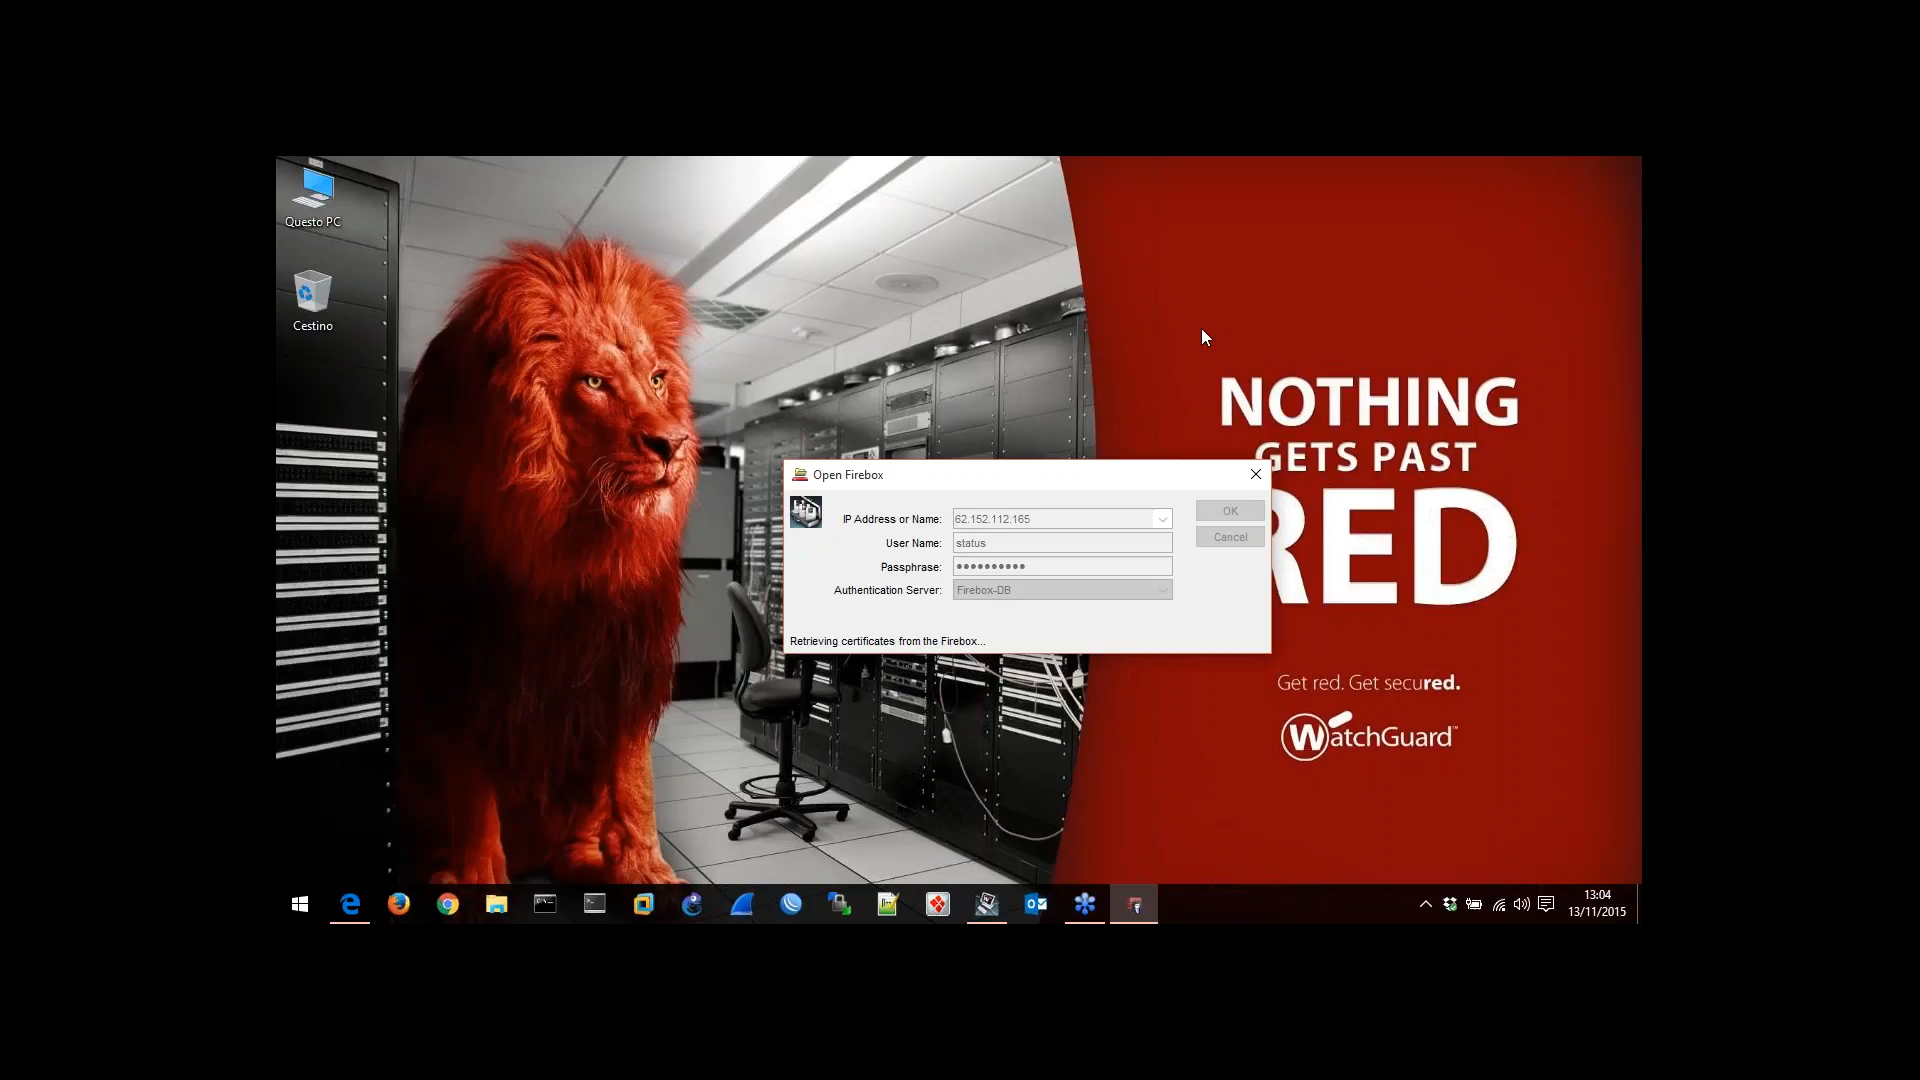 Questo PC
Cestino
NOTHING
GETS PAST
RED
Get red. Get secured.
WatchGuard™
Open Firebox
IP Address or Name:
62.152.112.165
OK
User Name:
status
Cancel
Passphrase:
••••••••••
Authentication Server:
Firebox-DB
Retrieving certificates from the Firebox...
13:04
13/11/2015